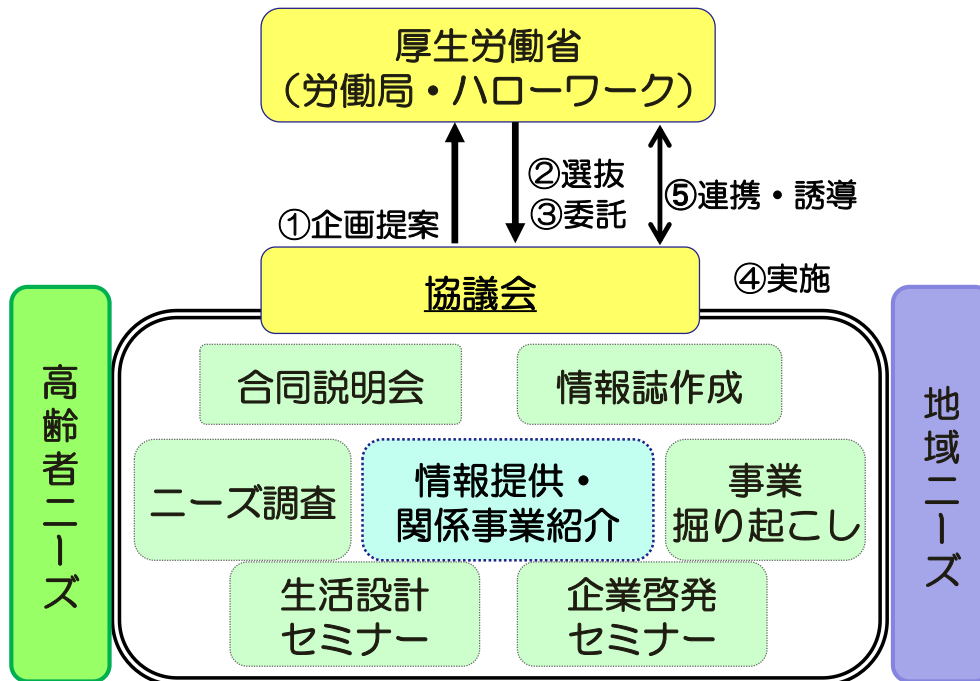 厚生労働省
（労働局・ハローワーク）
①企画提案
②選抜
③委託
⑤連携・誘導
協議会
④実施
高齢者ニーズ
合同説明会
情報誌作成
ニーズ調査
情報提供・
関係事業紹介
事業
掘り起こし
生活設計
セミナー
企業啓発
セミナー
地域ニーズ